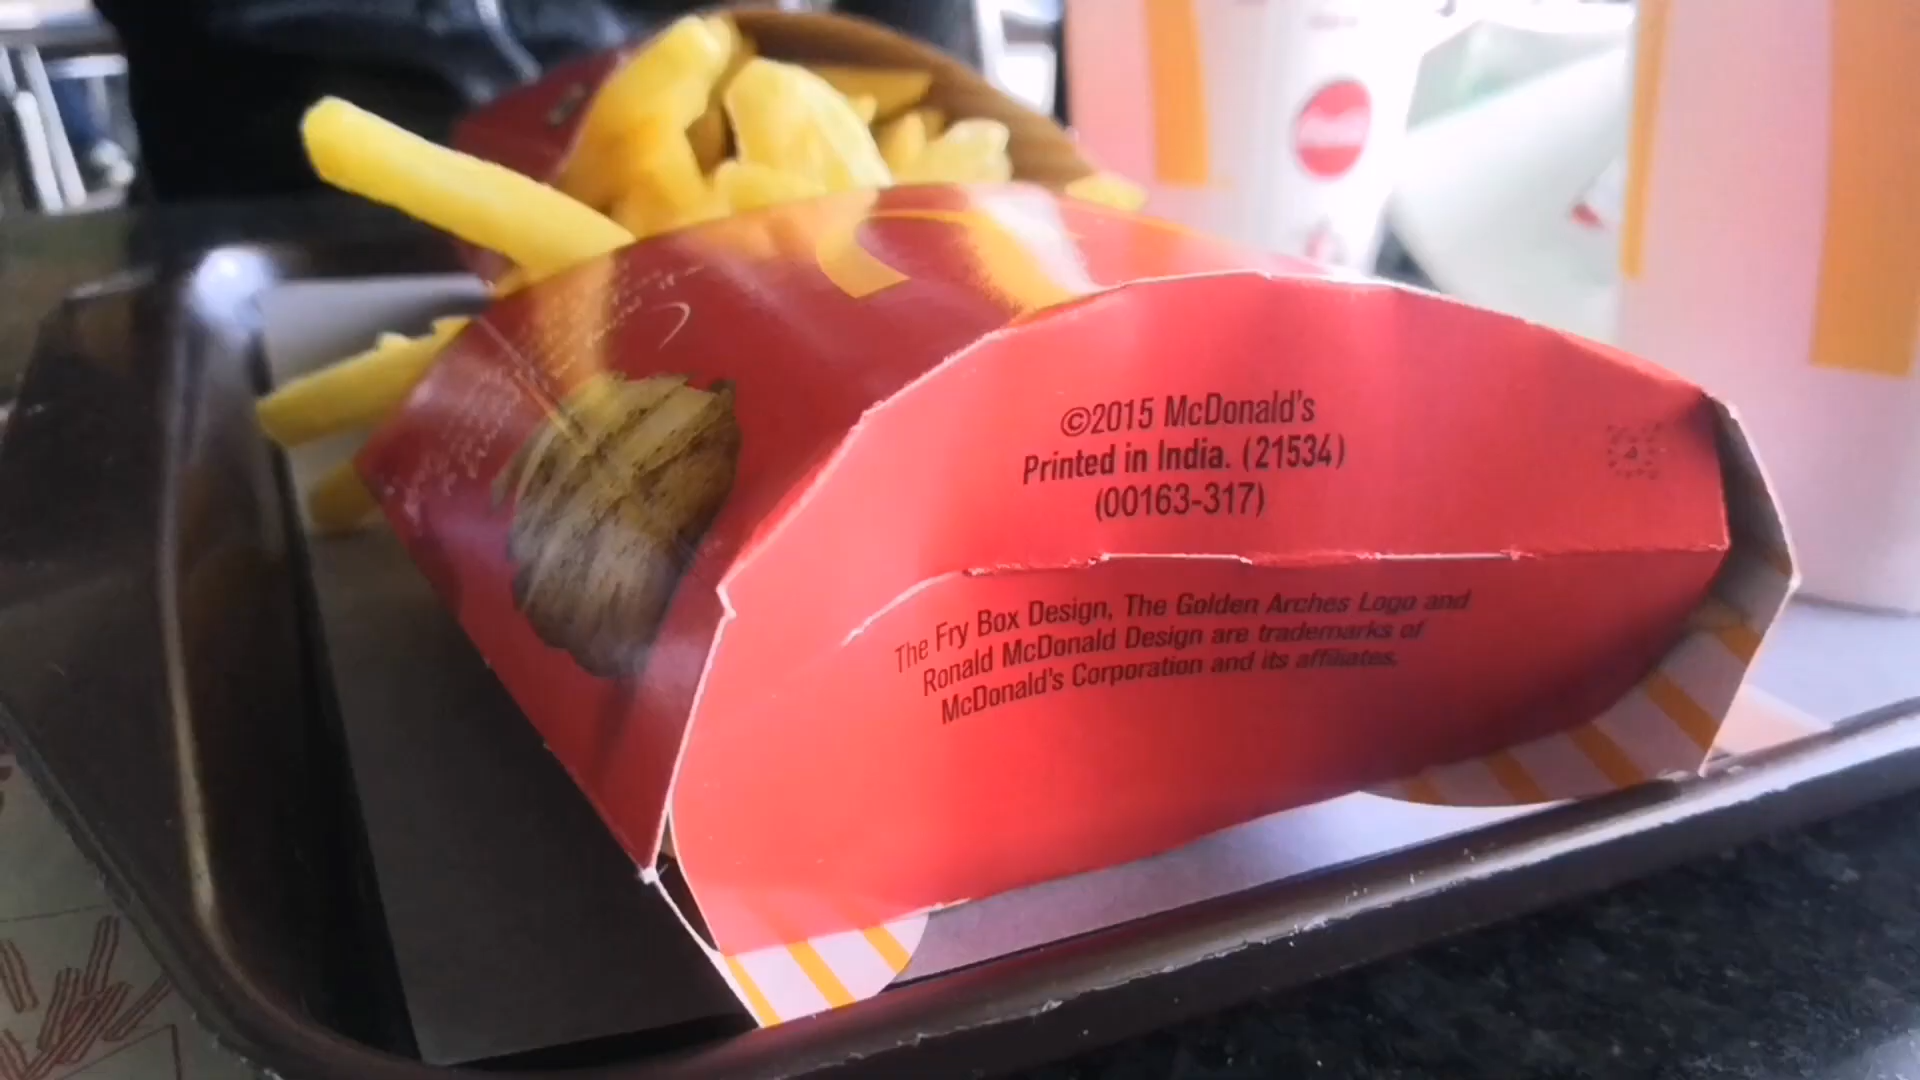 ©2015 McDonald's
Printed in India. (21534)
(00163-317)
The Fry Box Design, The Golden Arches Logo and
Ronald McDonald Design are trademarks of
McDonald's Corporation and its affiliates.